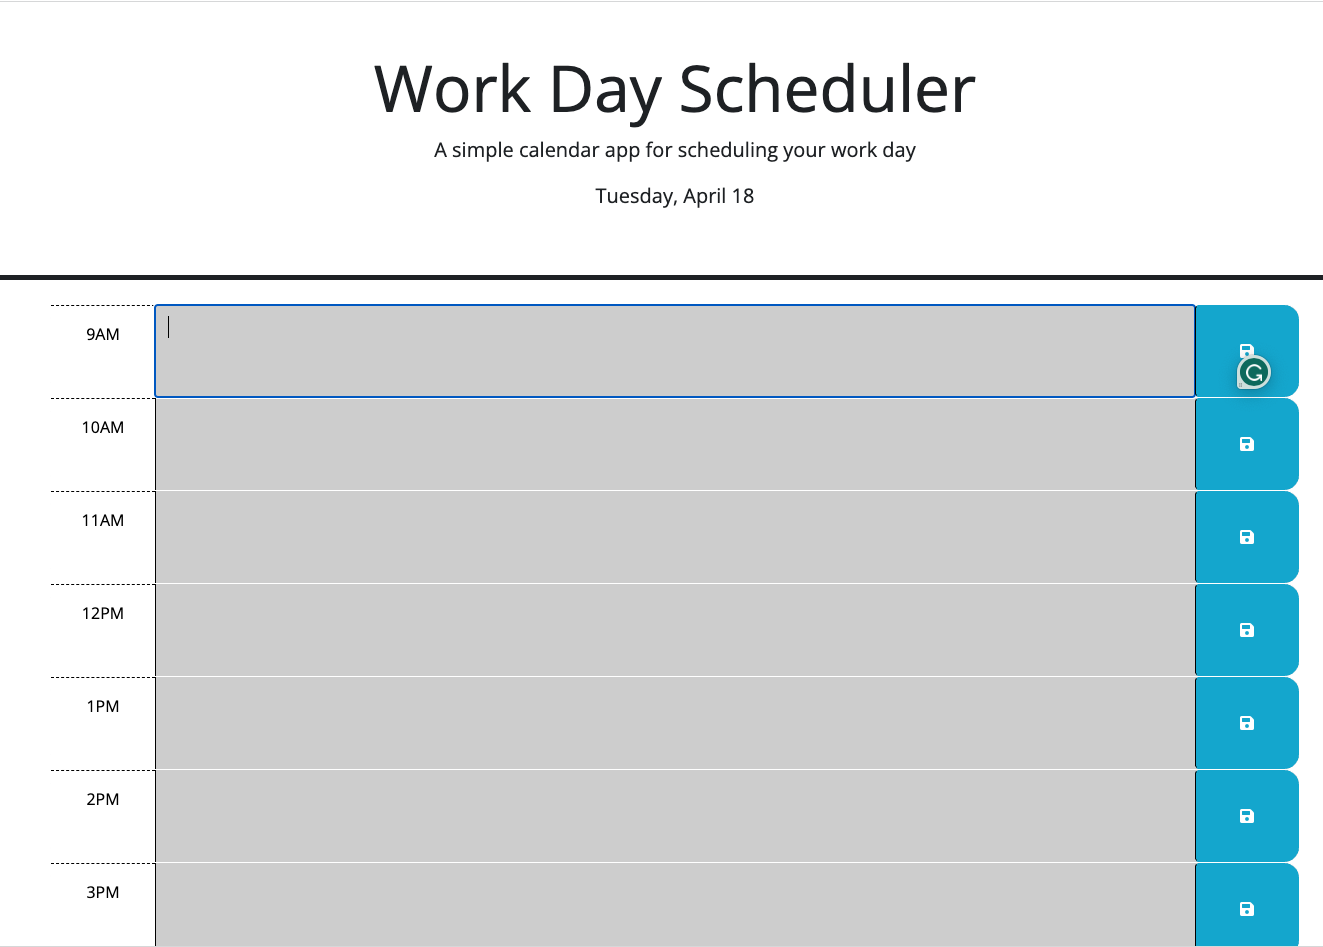 Work Day Scheduler
A simple calendar app for scheduling your work day
Tuesday, April 18
9AM
10AM
11AM
12PM
1PM
2PM
3PM